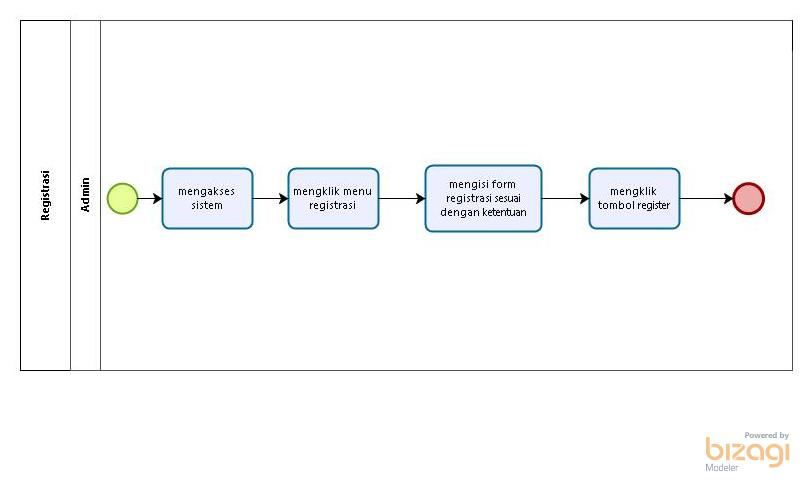 Registrasi
Admin
mengakses
sistem
mengklik menu
registrasi
mengisi form
registrasi sesuai
dengan ketentuan
mengklik
tombol register
Powered by
bizagi
Modeler